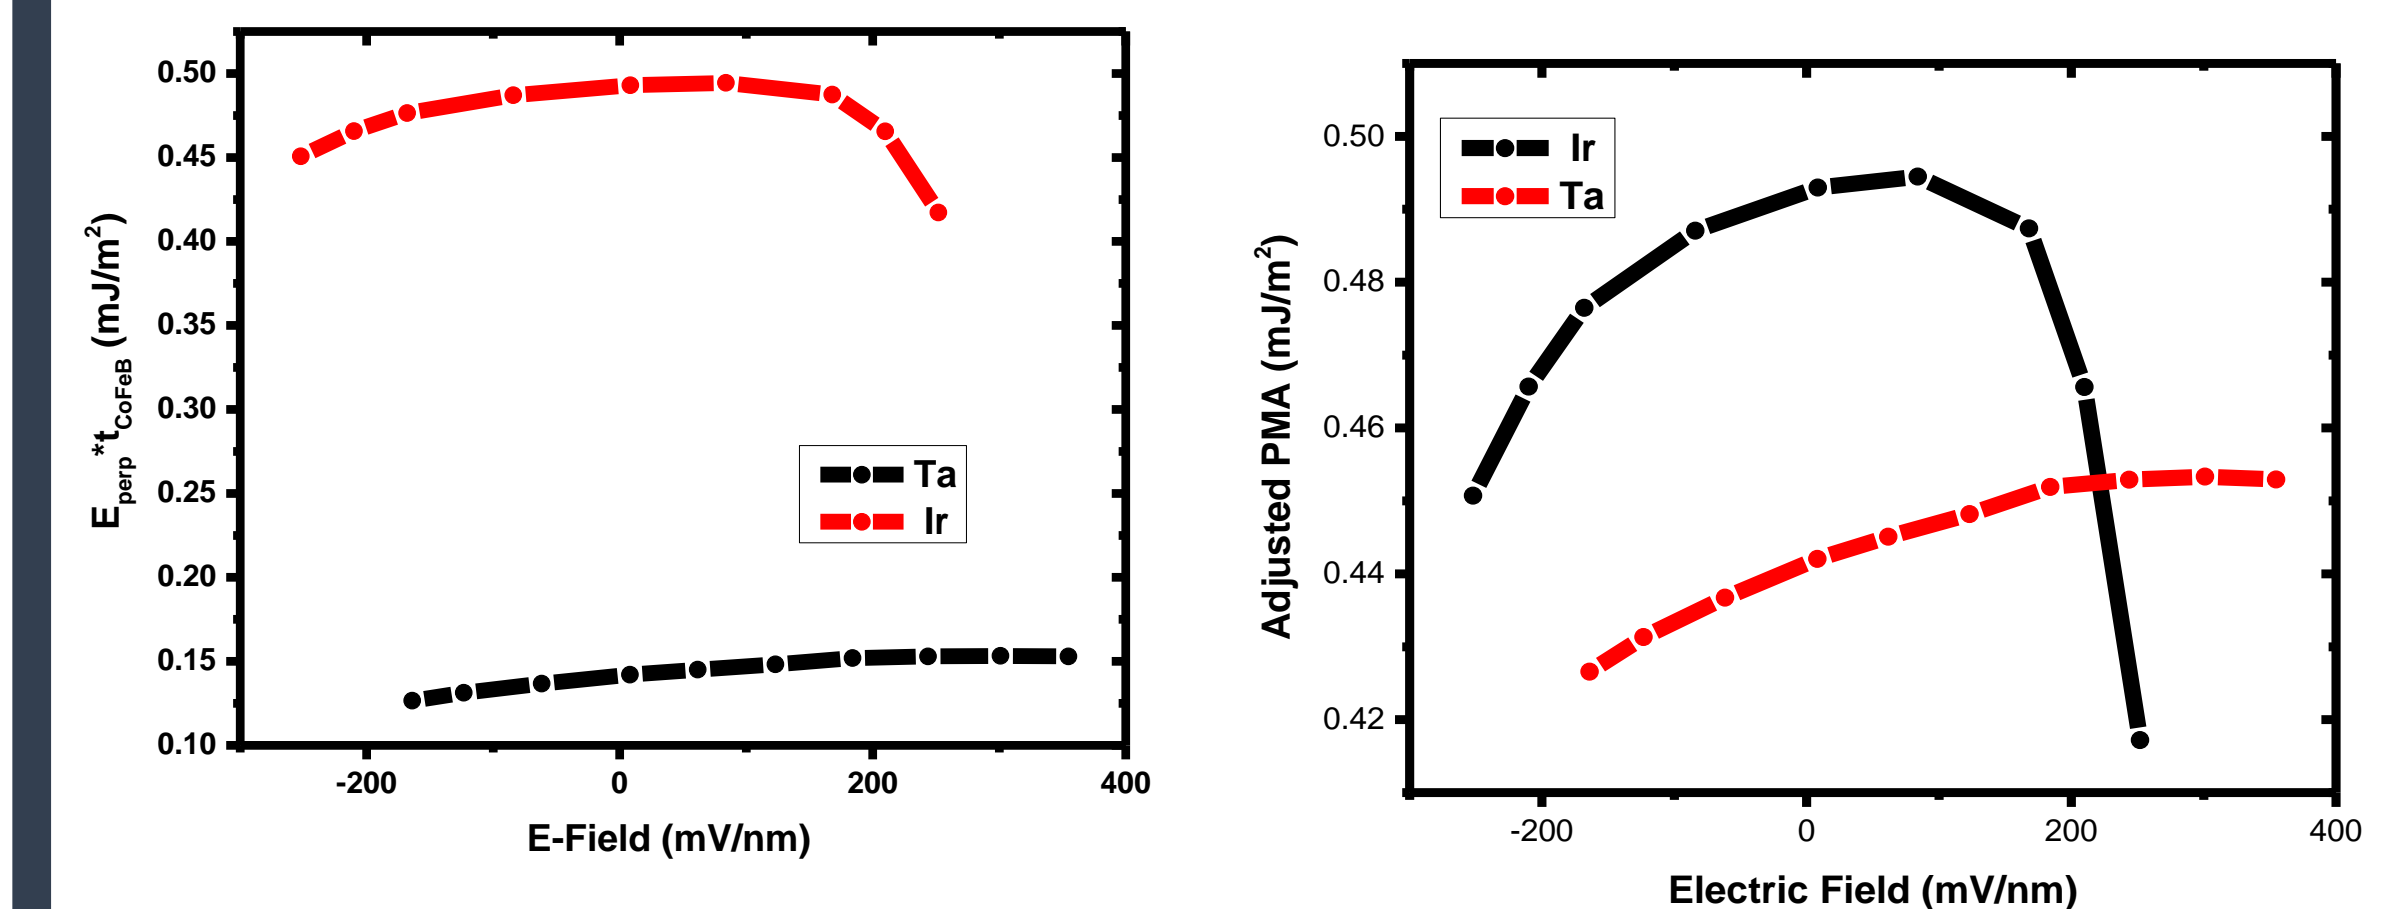 0.50
0.45
0.40
0.35
0.30
0.25
0.20
0.15
0.10
-200 0 200 400
E-Field (mV/nm)
E_perp*t_CoFeB (mJ/m²)
Ta
Ir
0.50
0.48
0.46
0.44
0.42
-200 0 200 400
Electric Field (mV/nm)
Adjusted PMA (mJ/m²)
Ir
Ta